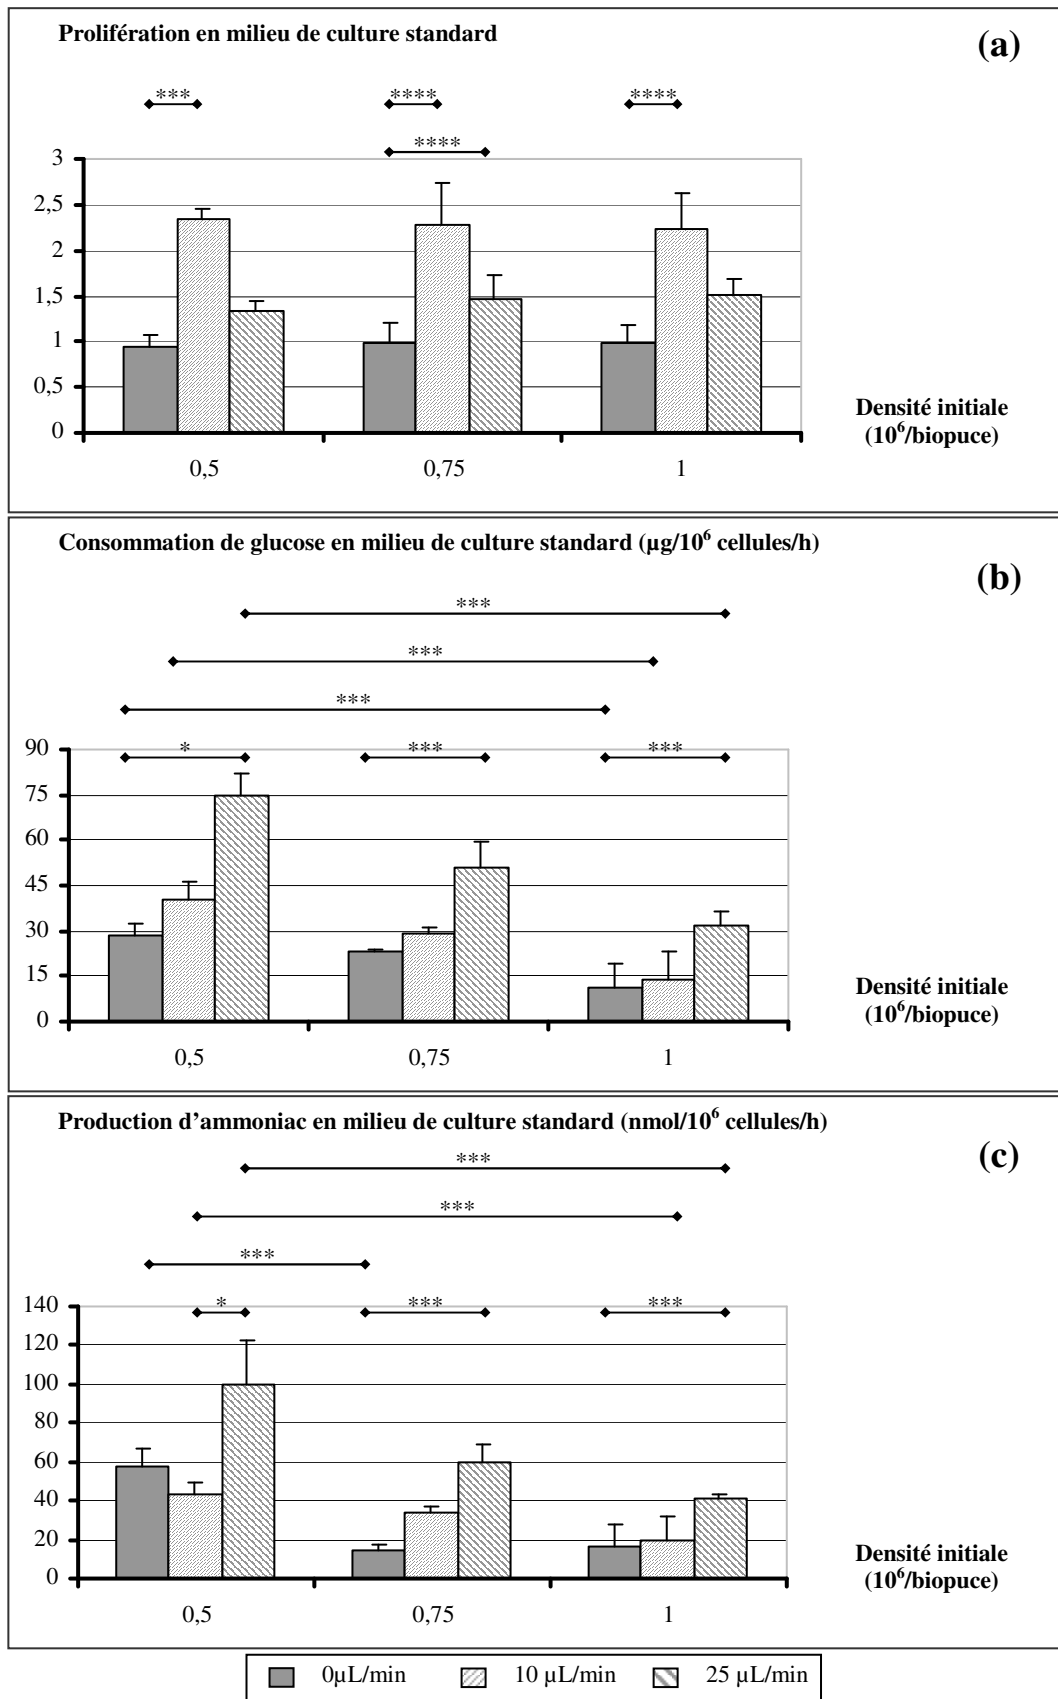 Prolifération en milieu de culture standard
(a)
*** **** ****
****
3
2,5
2
1,5
1
0,5
0
Densité initiale
(10⁶/biopuce)
0,5 0,75 1
Consommation de glucose en milieu de culture standard (µg/10⁶ cellules/h)
(b)
***
***
***
* *** ***
90
75
60
45
30
15
0
Densité initiale
(10⁶/biopuce)
0,5 0,75 1
Production d’ammoniac en milieu de culture standard (nmol/10⁶ cellules/h)
(c)
***
***
***
* *** ***
140
120
100
80
60
40
20
0
Densité initiale
(10⁶/biopuce)
0,5 0,75 1
0µL/min 10 µL/min 25 µL/min